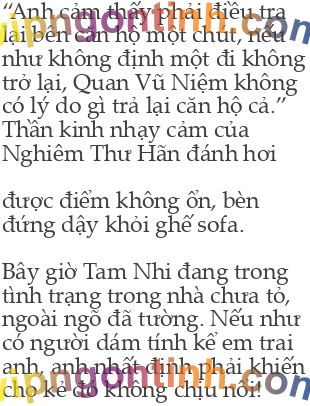 “Anh cảm thấy phải điều tra
lại bên căn hộ một chút, nếu
như không định một đi không
trở lại, Quan Vũ Niệm không
có lý do gì trả lại căn hộ cả.”
Thần kinh nhạy cảm của
Nghiêm Thư Hãn đánh hơi
được điểm không ổn, bèn
đứng dậy khỏi ghế sofa.
Bây giờ Tam Nhi đang trong
tình trạng trong nhà chưa tỏ,
ngoài ngõ đã tường. Nếu như
có người dám tính kế em trai
anh, anh nhất định phải khiến
cho kẻ đó không chịu nổi!
vipngontinh.com
vipngontinh.com